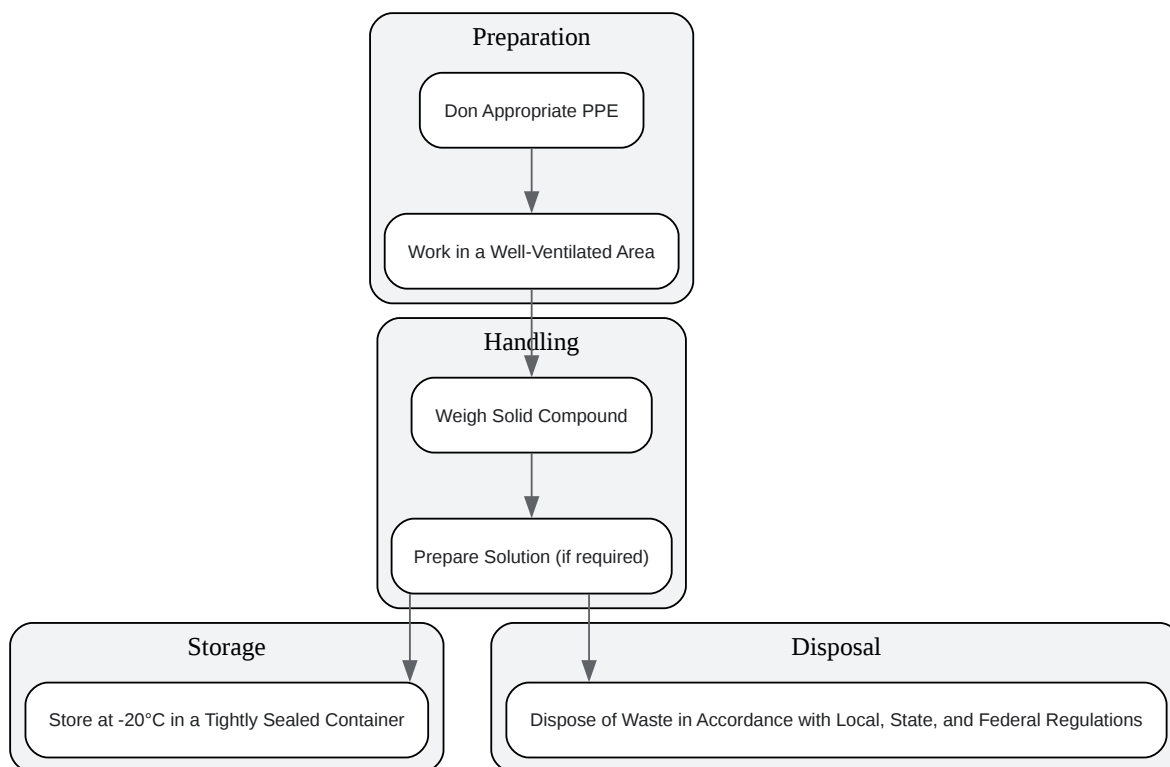 Preparation
Don Appropriate PPE
Work in a Well-Ventilated Area
Handling
Weigh Solid Compound
Prepare Solution (if required)
Storage
Store at -20°C in a Tightly Sealed Container
Disposal
Dispose of Waste in Accordance with Local, State, and Federal Regulations